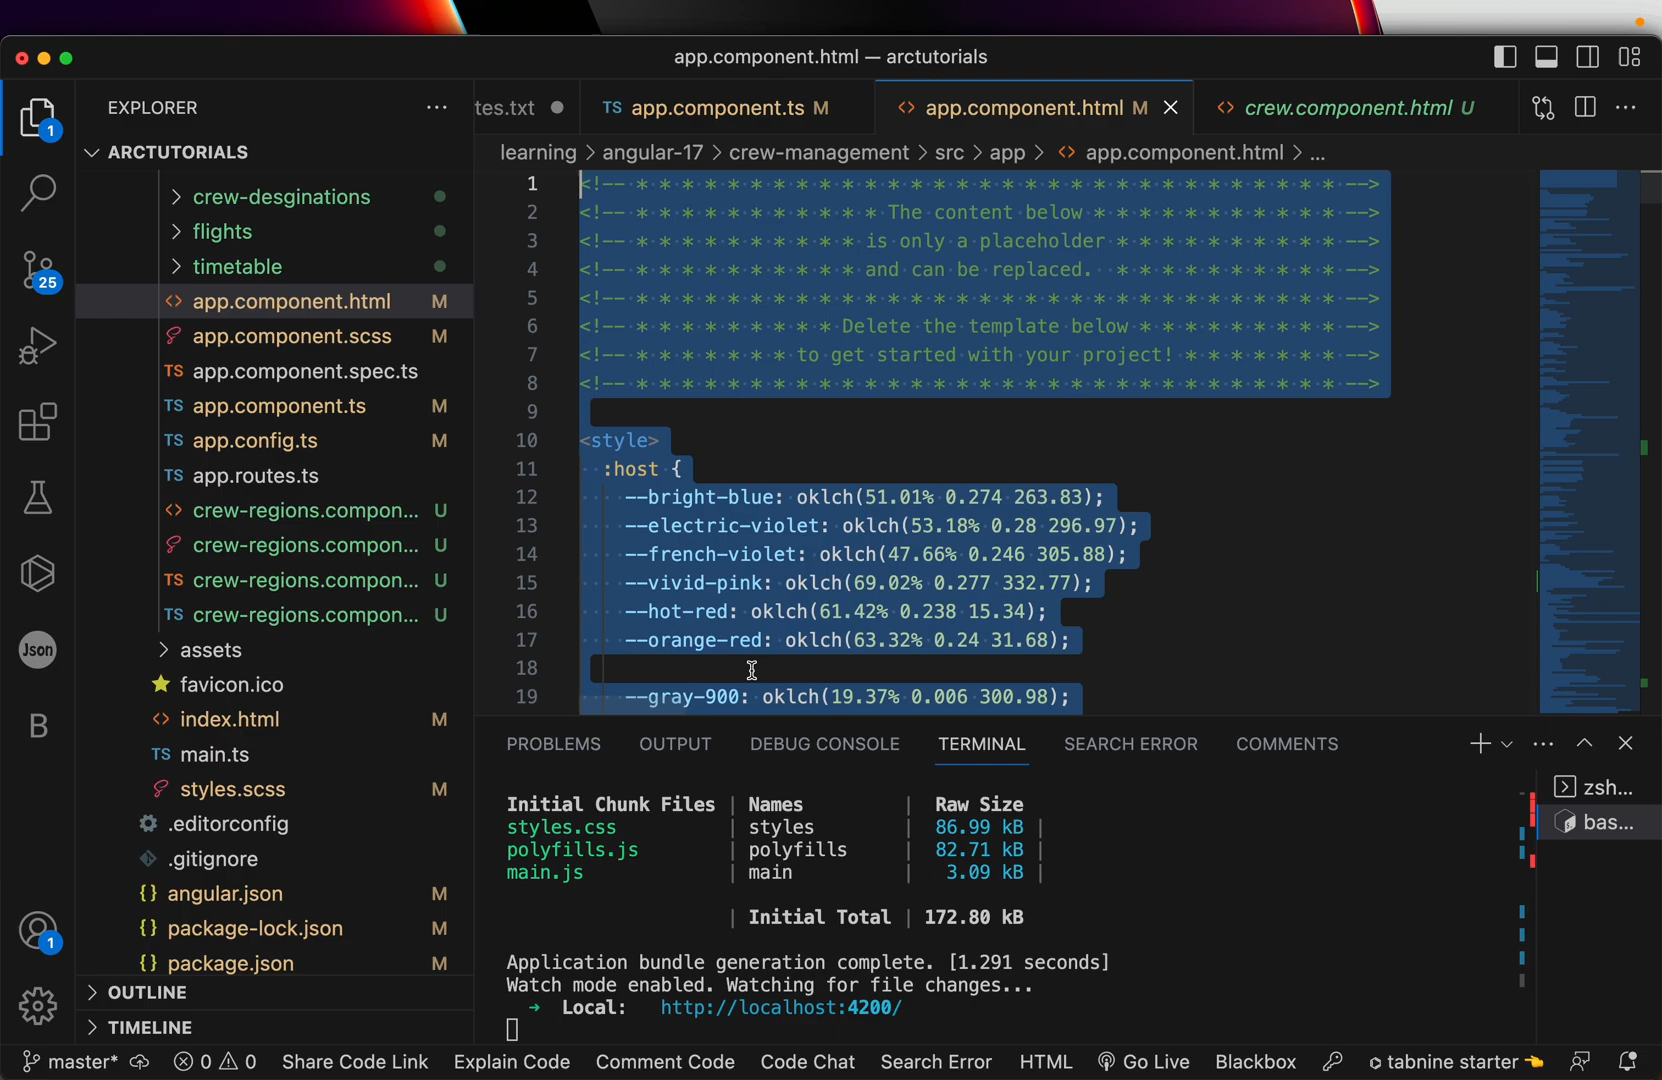 app.component.html — arctutorials
EXPLORER
ARCTUTORIALS
crew-desginations
flights
timetable
app.component.html M
app.component.scss M
TS app.component.spec.ts
TS app.component.ts M
TS app.config.ts M
TS app.routes.ts
crew-regions.compon... U
crew-regions.compon... U
TS crew-regions.compon... U
TS crew-regions.compon... U
assets
favicon.ico
index.html M
TS main.ts
styles.scss M
.editorconfig
.gitignore
{} angular.json M
{} package-lock.json M
{} package.json M
OUTLINE
TIMELINE
1
25
Json
B
1
tes.txt
TS app.component.ts M
<> app.component.html M
<> crew.component.html U
learning > angular-17 > crew-management > src > app > <> app.component.html > ...
1 <!-- * * * * * * * * * * * * * * * * * * * * * * * * * * * * * * * -->
2 <!-- * * * * * * * * * * * The content below * * * * * * * * * * * -->
3 <!-- * * * * * * * * * * is only a placeholder * * * * * * * * * * -->
4 <!-- * * * * * * * * * * and can be replaced.  * * * * * * * * * * -->
5 <!-- * * * * * * * * * * * * * * * * * * * * * * * * * * * * * * * -->
6 <!-- * * * * * * * * * Delete the template below * * * * * * * * * -->
7 <!-- * * * * * * * to get started with your project! * * * * * * * -->
8 <!-- * * * * * * * * * * * * * * * * * * * * * * * * * * * * * * * -->
9
10 <style>
11 :host {
12 --bright-blue: oklch(51.01% 0.274 263.83);
13 --electric-violet: oklch(53.18% 0.28 296.97);
14 --french-violet: oklch(47.66% 0.246 305.88);
15 --vivid-pink: oklch(69.02% 0.277 332.77);
16 --hot-red: oklch(61.42% 0.238 15.34);
17 --orange-red: oklch(63.32% 0.24 31.68);
18
19 --gray-900: oklch(19.37% 0.006 300.98);
PROBLEMS OUTPUT DEBUG CONSOLE TERMINAL SEARCH ERROR COMMENTS
Initial Chunk Files | Names | Raw Size
styles.css | styles | 86.99 kB |
polyfills.js | polyfills | 82.71 kB |
main.js | main | 3.09 kB |
| Initial Total | 172.80 kB
Application bundle generation complete. [1.291 seconds]
Watch mode enabled. Watching for file changes...
➜ Local: http://localhost:4200/
zsh...
bas...
master* 0 0 Share Code Link Explain Code Comment Code Code Chat Search Error HTML Go Live Blackbox tabnine starter